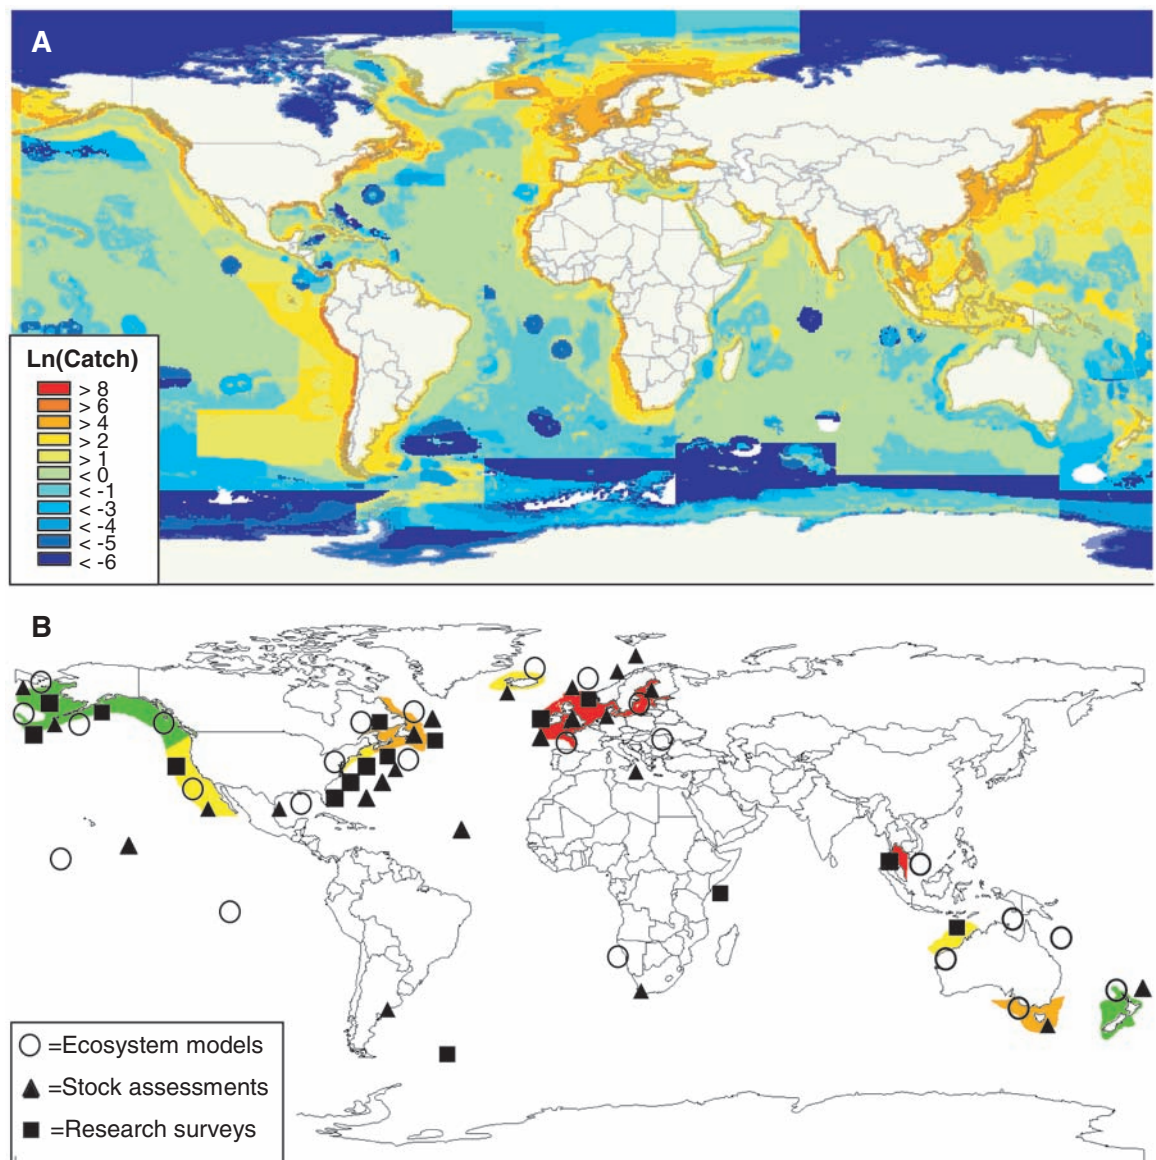 A
Ln(Catch)
> 8
> 6
> 4
> 2
> 1
< 0
< -1
< -3
< -4
< -5
< -6
B
=Ecosystem models
=Stock assessments
=Research surveys